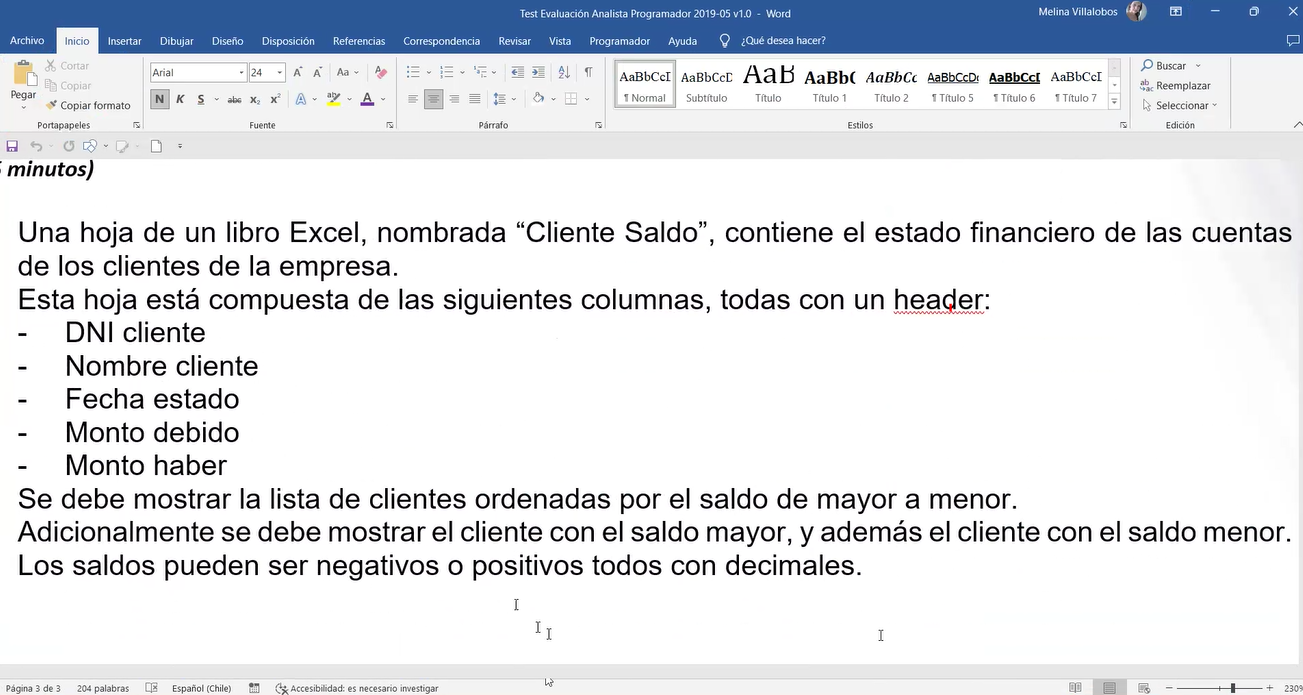 Test Evaluación Analista Programador 2019-05 v1.0 - Word
Melina Villalobos
Archivo Inicio Insertar Dibujar Diseño Disposición Referencias Correspondencia Revisar Vista Programador Ayuda ¿Qué desea hacer?
Pegar
Cortar
Copiar
Copiar formato
Portapapeles
Arial 24
Aa
N K S abc x₂ x² A A
Fuente
Párrafo
AaBbCcI AaBbCcD AaB AaBb( AaBbCc AaBbCcDc AaBbCcI AaBbCcI
¶ Normal Subtítulo Título Título 1 Título 2 ¶ Título 5 ¶ Título 6 ¶ Título 7
Estilos
Buscar
Reemplazar
Seleccionar
Edición
minutos)
Una hoja de un libro Excel, nombrada “Cliente Saldo”, contiene el estado financiero de las cuentas
de los clientes de la empresa.
Esta hoja está compuesta de las siguientes columnas, todas con un header:
- DNI cliente
- Nombre cliente
- Fecha estado
- Monto debido
- Monto haber
Se debe mostrar la lista de clientes ordenadas por el saldo de mayor a menor.
Adicionalmente se debe mostrar el cliente con el saldo mayor, y además el cliente con el saldo menor.
Los saldos pueden ser negativos o positivos todos con decimales.
Página 3 de 3 204 palabras Español (Chile) Accesibilidad: es necesario investigar 230%